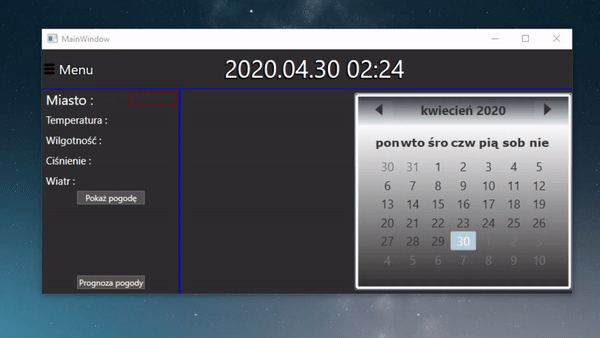 MainWindow
Menu
2020.04.30 02:24
Miasto :
Temperatura :
Wilgotność :
Ciśnienie :
Wiatr :
Pokaż pogodę
Prognoza pogody
kwiecień 2020
pon wto śro czw pią sob nie
30 31 1 2 3 4 5
6 7 8 9 10 11 12
13 14 15 16 17 18 19
20 21 22 23 24 25 26
27 28 29 30 1 2 3
4 5 6 7 8 9 10